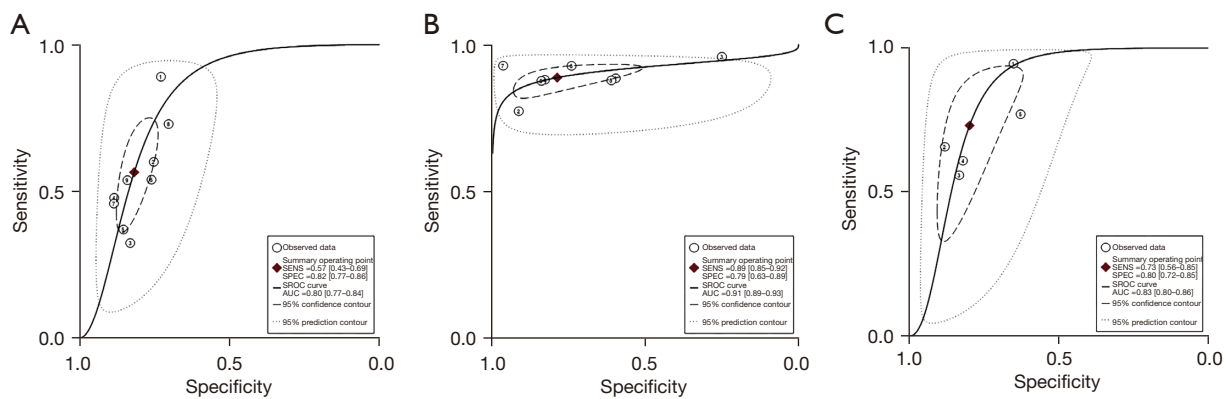 A
B
C
1.0
0.5
0.0
Sensitivity
1.0
0.5
0.0
Specificity
Observed data
Summary operating point
SENS =0.57 [0.43–0.69]
SPEC =0.82 [0.77–0.86]
SROC curve
AUC =0.80 [0.77–0.84]
95% confidence contour
95% prediction contour
1.0
0.5
0.0
Sensitivity
1.0
0.5
0.0
Specificity
Observed data
Summary operating point
SENS =0.89 [0.85–0.92]
SPEC =0.79 [0.63–0.89]
SROC curve
AUC =0.91 [0.89–0.93]
95% confidence contour
95% prediction contour
1.0
0.5
0.0
Sensitivity
1.0
0.5
0.0
Specificity
Observed data
Summary operating point
SENS =0.73 [0.56–0.85]
SPEC =0.80 [0.72–0.85]
SROC curve
AUC =0.83 [0.80–0.86]
95% confidence contour
95% prediction contour